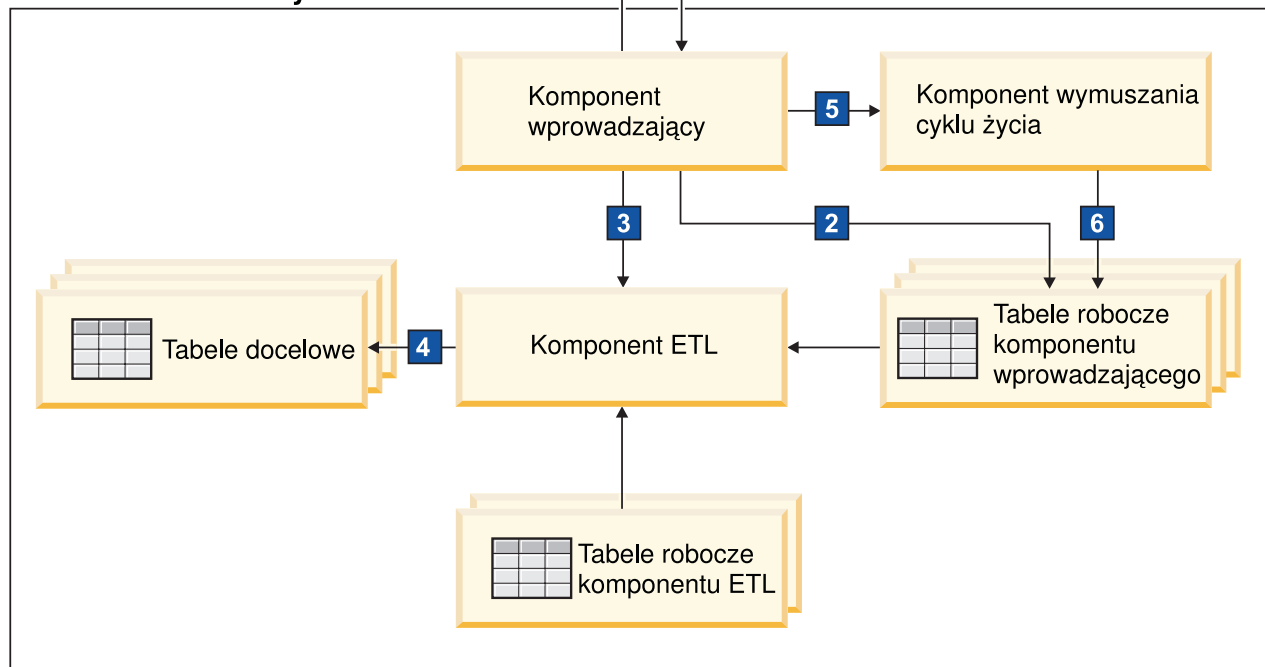 Komponent
wprowadzający
5
Komponent wymuszania
cyklu życia
3
2
6
Tabele docelowe
4
Komponent ETL
Tabele robocze
komponentu
wprowadzającego
Tabele robocze
komponentu ETL